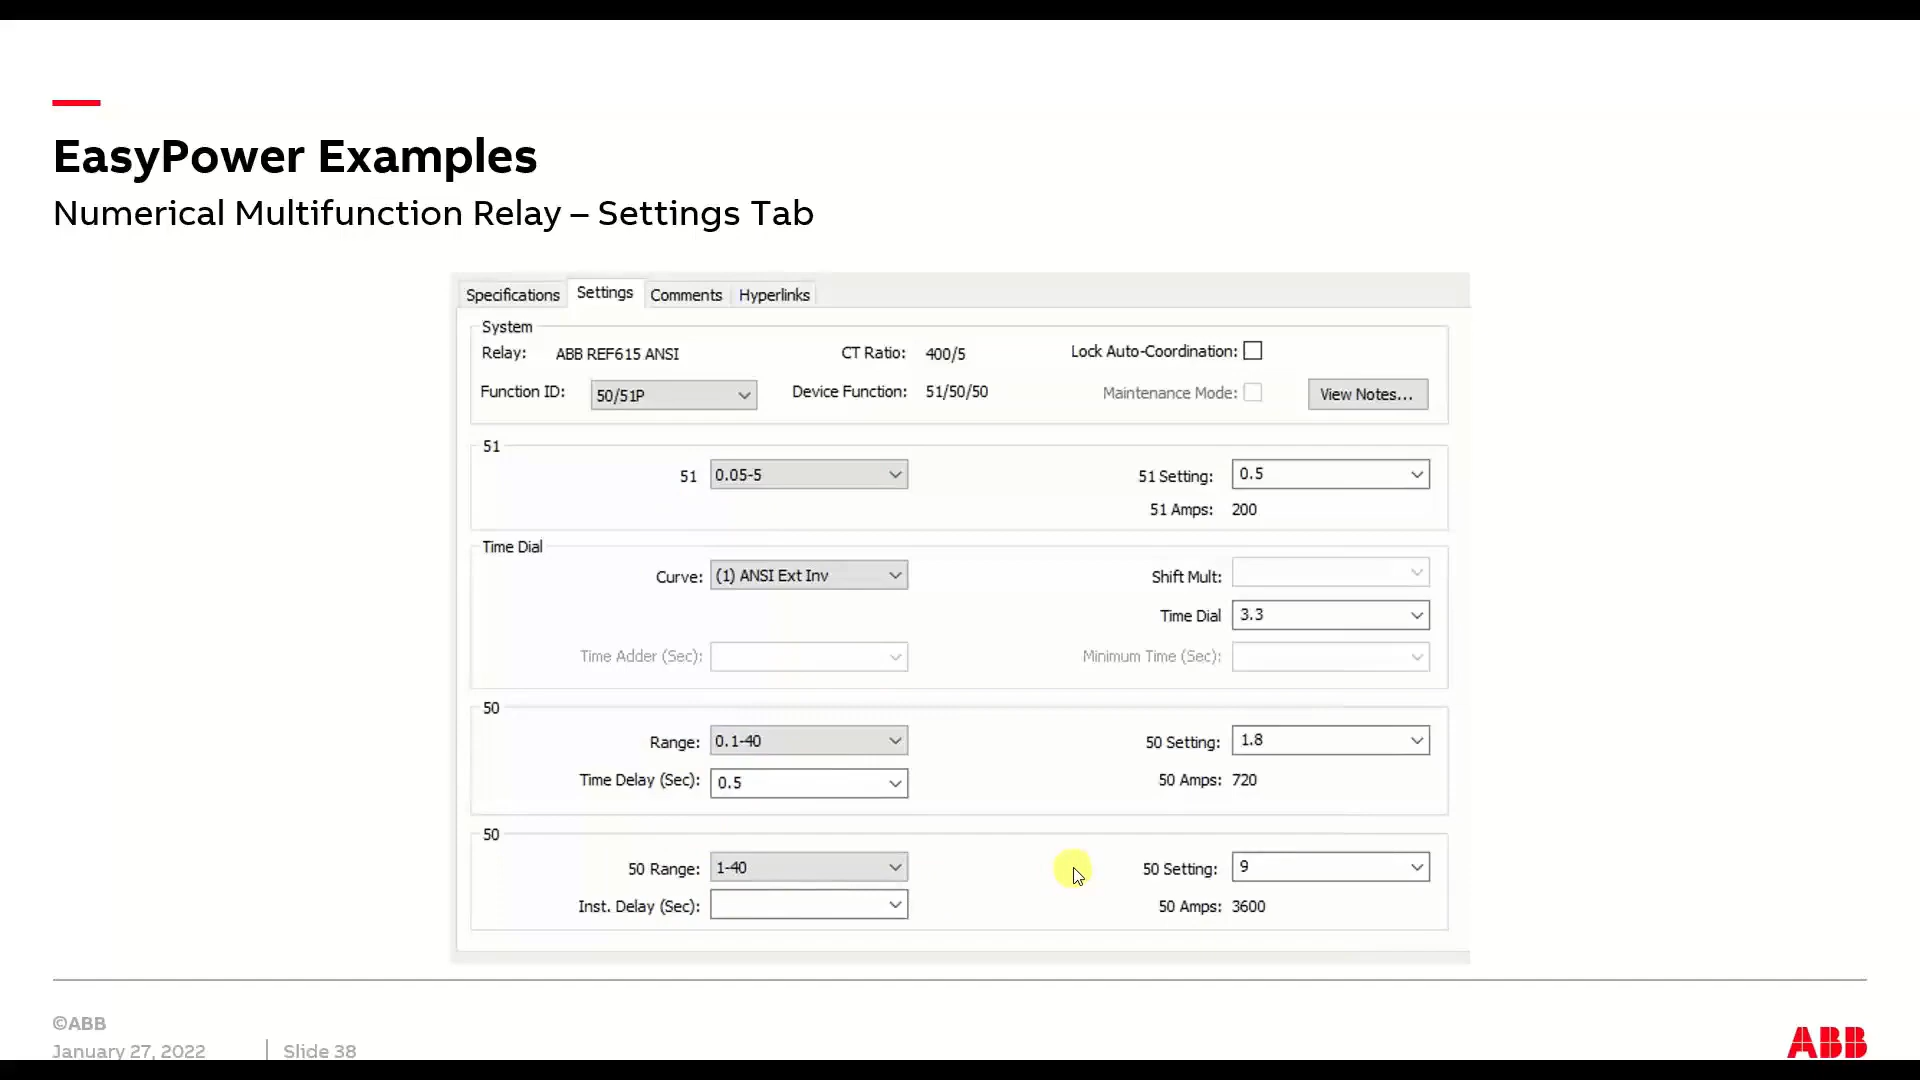 EasyPower Examples
Numerical Multifunction Relay – Settings Tab
Specifications Settings Comments Hyperlinks
System
Relay: ABB REF615 ANSI CT Ratio: 400/5 Lock Auto-Coordination:
Function ID: 50/51P Device Function: 51/50/50 Maintenance Mode: View Notes...
51
51 0.05-5 51 Setting: 0.5
51 Amps: 200
Time Dial
Curve: (1) ANSI Ext Inv Shift Mult:
Time Dial 3.3
Time Adder (Sec): Minimum Time (Sec):
50
Range: 0.1-40 50 Setting: 1.8
Time Delay (Sec): 0.5 50 Amps: 720
50
50 Range: 1-40 50 Setting: 9
Inst. Delay (Sec): 50 Amps: 3600
©ABB
January 27, 2022 Slide 38
ABB